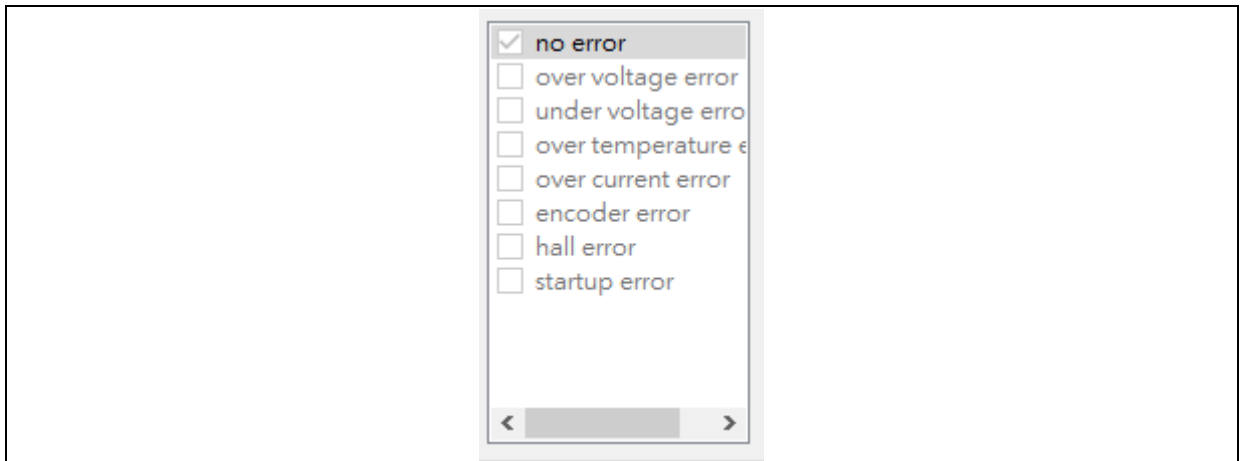 no error
over voltage error
under voltage erro
over temperature e
over current error
encoder error
hall error
startup error